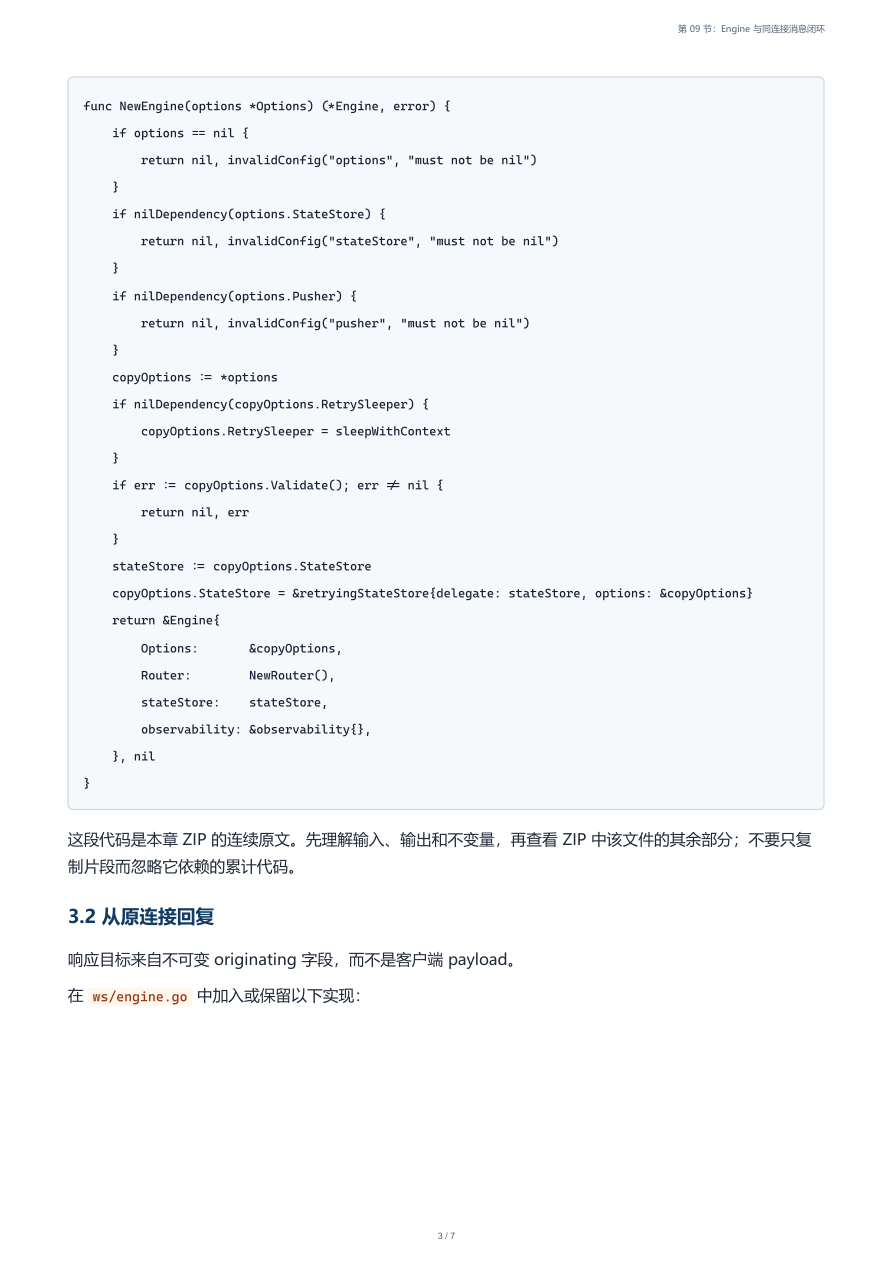 第 09 节：Engine 与同连接消息闭环
func NewEngine(options *Options) (*Engine, error) {
    if options == nil {
        return nil, invalidConfig("options", "must not be nil")
    }
    if nilDependency(options.StateStore) {
        return nil, invalidConfig("stateStore", "must not be nil")
    }
    if nilDependency(options.Pusher) {
        return nil, invalidConfig("pusher", "must not be nil")
    }
    copyOptions := *options
    if nilDependency(copyOptions.RetrySleeper) {
        copyOptions.RetrySleeper = sleepWithContext
    }
    if err := copyOptions.Validate(); err != nil {
        return nil, err
    }
    stateStore := copyOptions.StateStore
    copyOptions.StateStore = &retryingStateStore{delegate: stateStore, options: &copyOptions}
    return &Engine{
        Options:       &copyOptions,
        Router:        NewRouter(),
        stateStore:    stateStore,
        observability: &observability{},
    }, nil
}
这段代码是本章 ZIP 的连续原文。先理解输入、输出和不变量，再查看 ZIP 中该文件的其余部分；不要只复
制片段而忽略它依赖的累计代码。
3.2 从原连接回复
响应目标来自不可变 originating 字段，而不是客户端 payload。
在 ws/engine.go 中加入或保留以下实现：
3 / 7